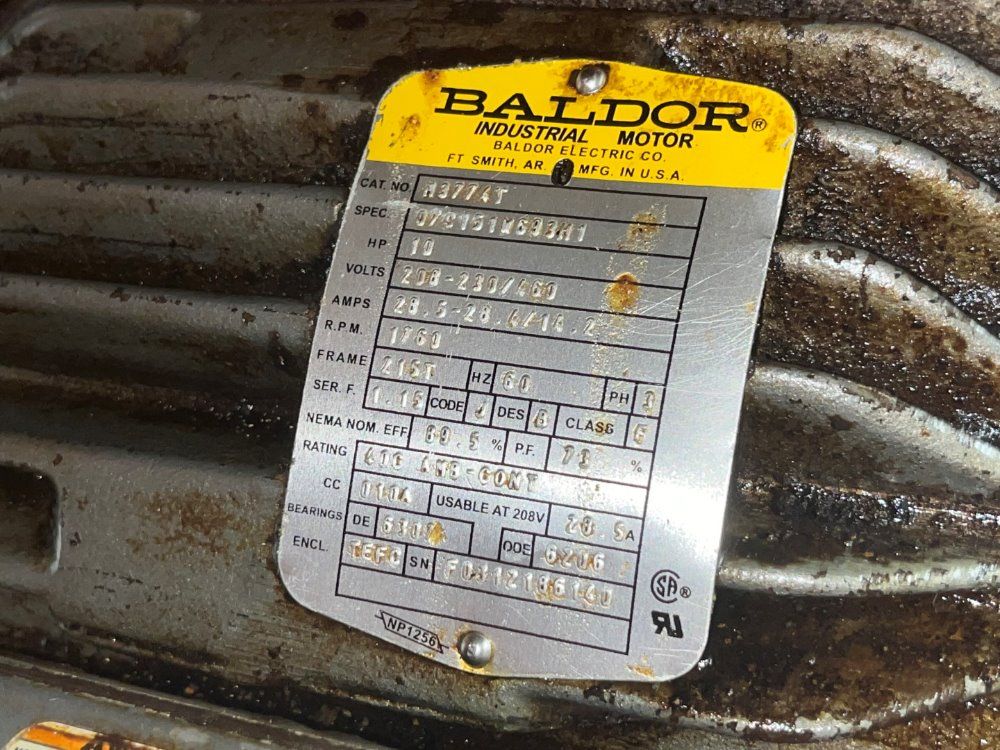 BALDOR®
INDUSTRIAL MOTOR
BALDOR ELECTRIC CO.
FT SMITH, AR. MFG. IN U.S.A.
CAT. NO. M3774T
SPEC.
HP 10
VOLTS 208-230/460
AMPS 28.5-28.4/14.2
R.P.M. 1760
FRAME 215T HZ 60 PH 3
SER. F. 1.15 CODE J DES B CLASS F
NEMA NOM. EFF 89.5 % P.F. 73 %
RATING 40C AMB-CONT
CC 010A USABLE AT 208V 28.5 A
BEARINGS DE ODE 6206
ENCL. TEFC SN
SA®
NP1256